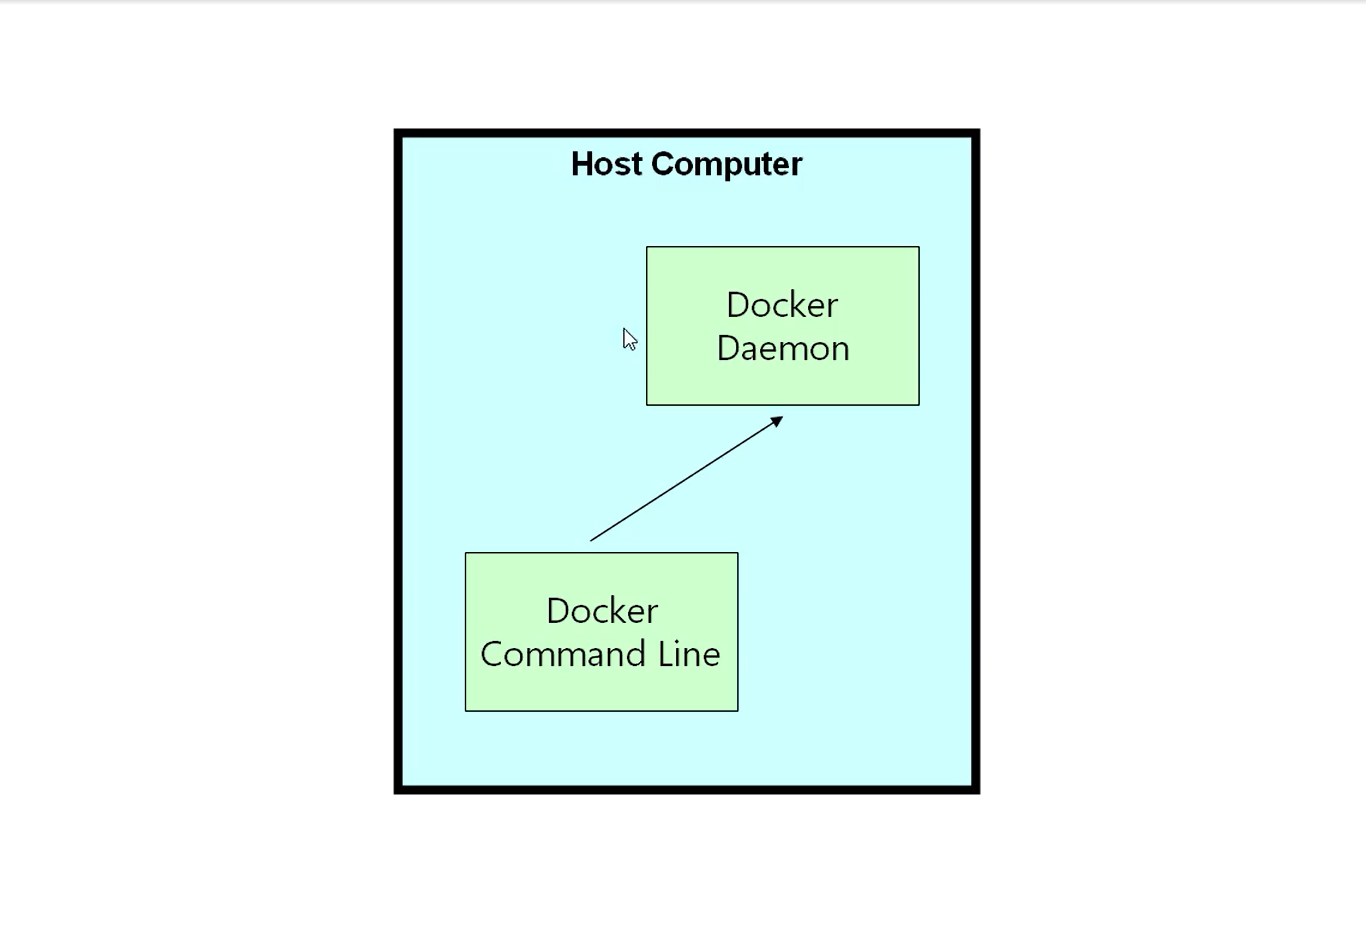 Host Computer
Docker
Daemon
Docker
Command Line